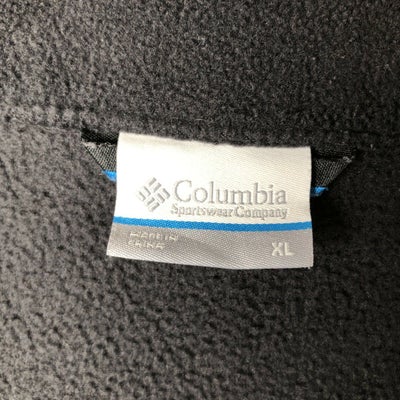 Columbia
Sportswear Company
MADE IN
CHINA
XL